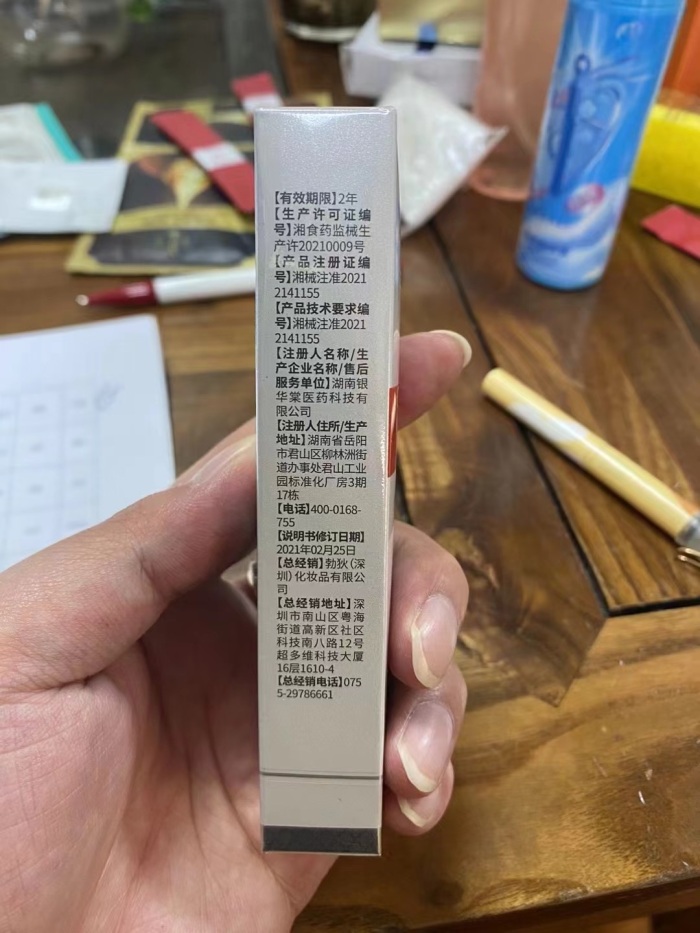 【有效期限】2年
【生产许可证编
号】湘食药监械生
产许20210009号
【产品注册证编
号】湘械注准2021
2141155
【产品技术要求编
号】湘械注准2021
2141155
【注册人名称/生
产企业名称/售后
服务单位】湖南银
华棠医药科技有
限公司
【注册人住所/生产
地址】湖南省岳阳
市君山区柳林洲街
道办事处君山工业
园标准化厂房3期
17栋
【电话】400-0168-
755
【说明书修订日期】
2021年02月25日
【总经销】勃狄(深
圳)化妆品有限公
司
【总经销地址】深
圳市南山区粤海
街道高新区社区
科技南八路12号
超多维科技大厦
16层1610-4
【总经销电话】075
5-29786661